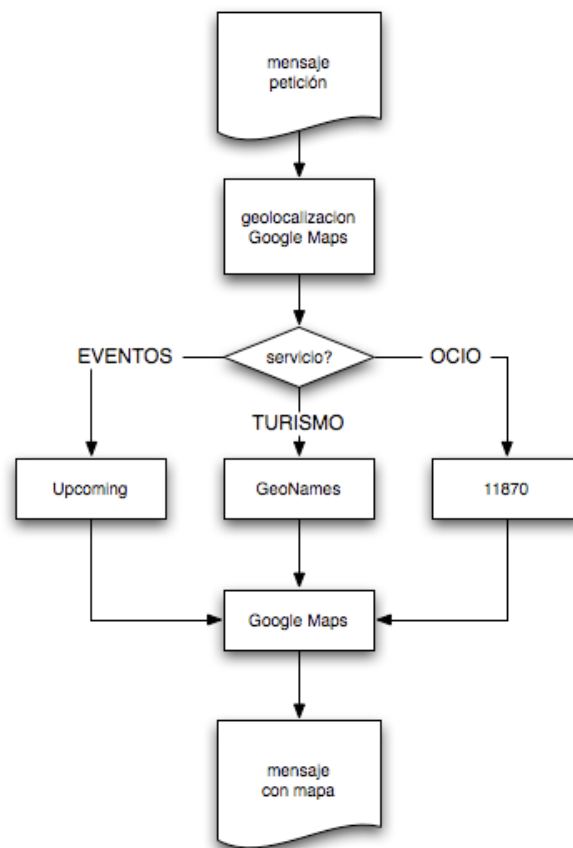 mensaje
petición
geolocalizacion
Google Maps
EVENTOS
servicio?
OCIO
TURISMO
Upcoming
GeoNames
11870
Google Maps
mensaje
con mapa